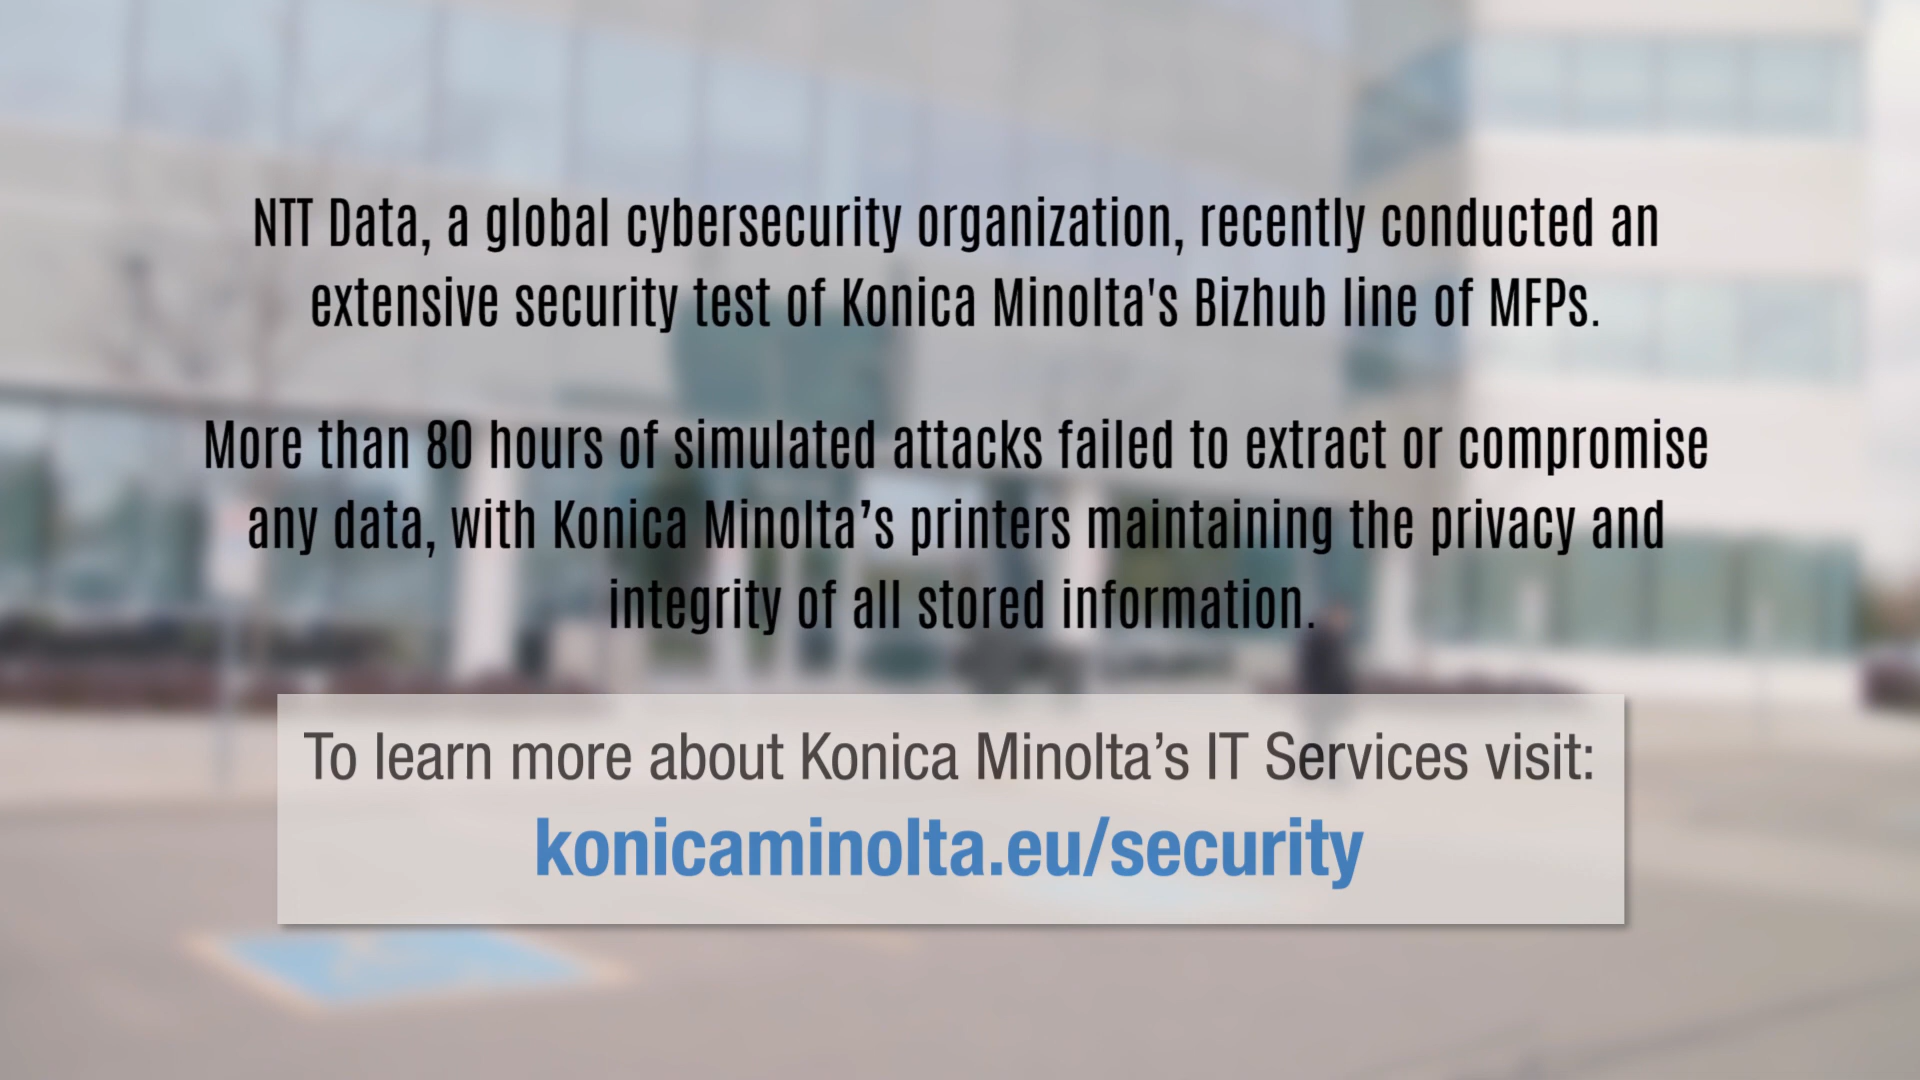 NTT Data, a global cybersecurity organization, recently conducted an
extensive security test of Konica Minolta's Bizhub line of MFPs.
More than 80 hours of simulated attacks failed to extract or compromise
any data, with Konica Minolta’s printers maintaining the privacy and
integrity of all stored information.
To learn more about Konica Minolta’s IT Services visit:
konicaminolta.eu/security